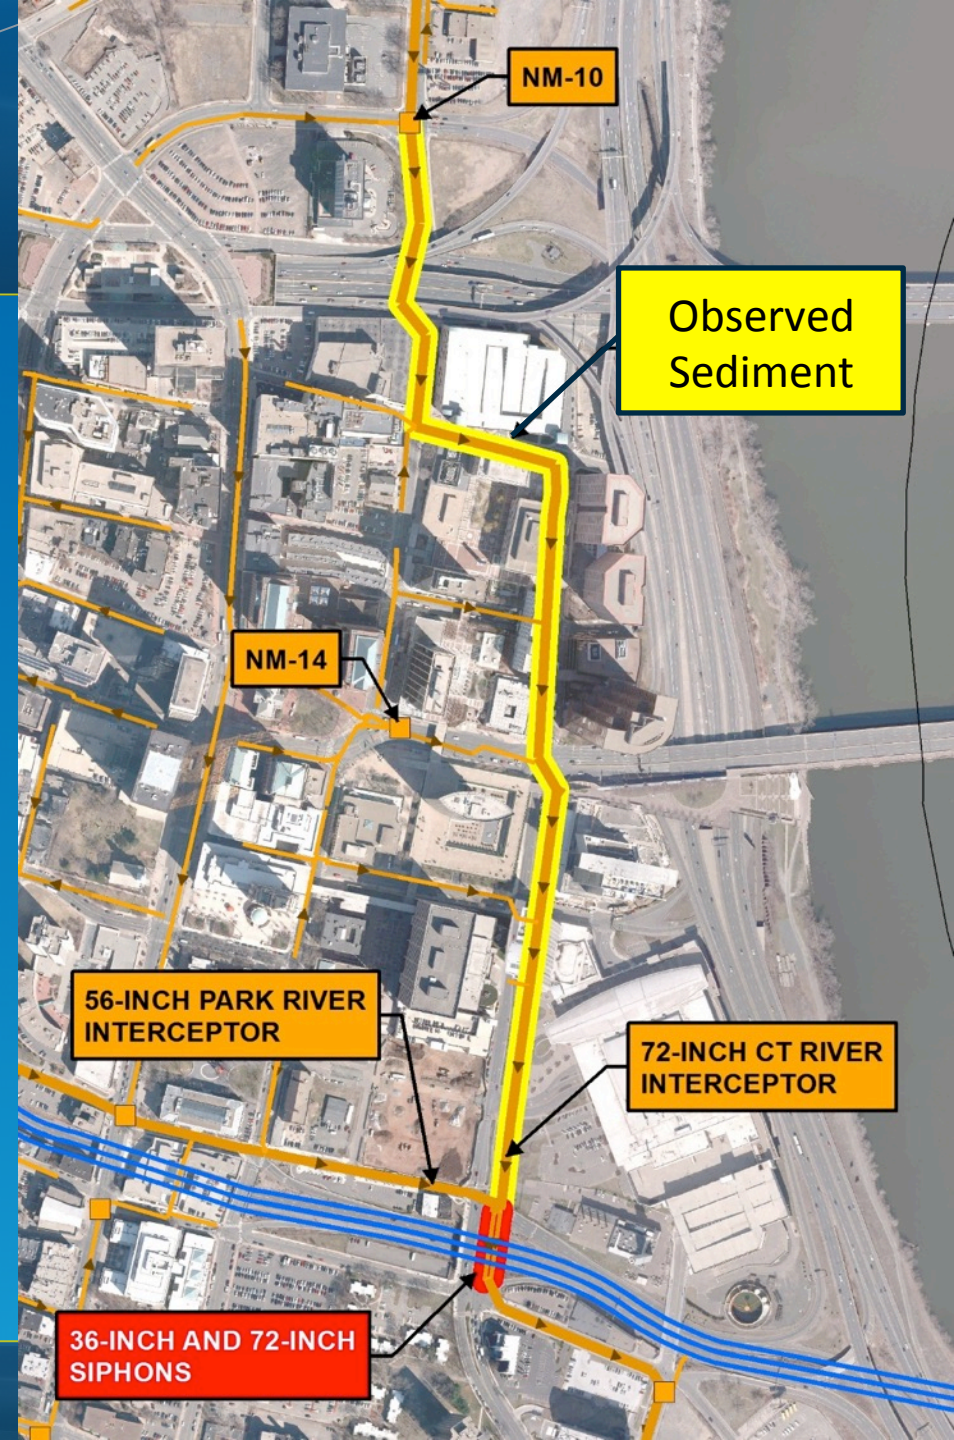 NM-10
Observed
Sediment
NM-14
56-INCH PARK RIVER
INTERCEPTOR
72-INCH CT RIVER
INTERCEPTOR
36-INCH AND 72-INCH
SIPHONS